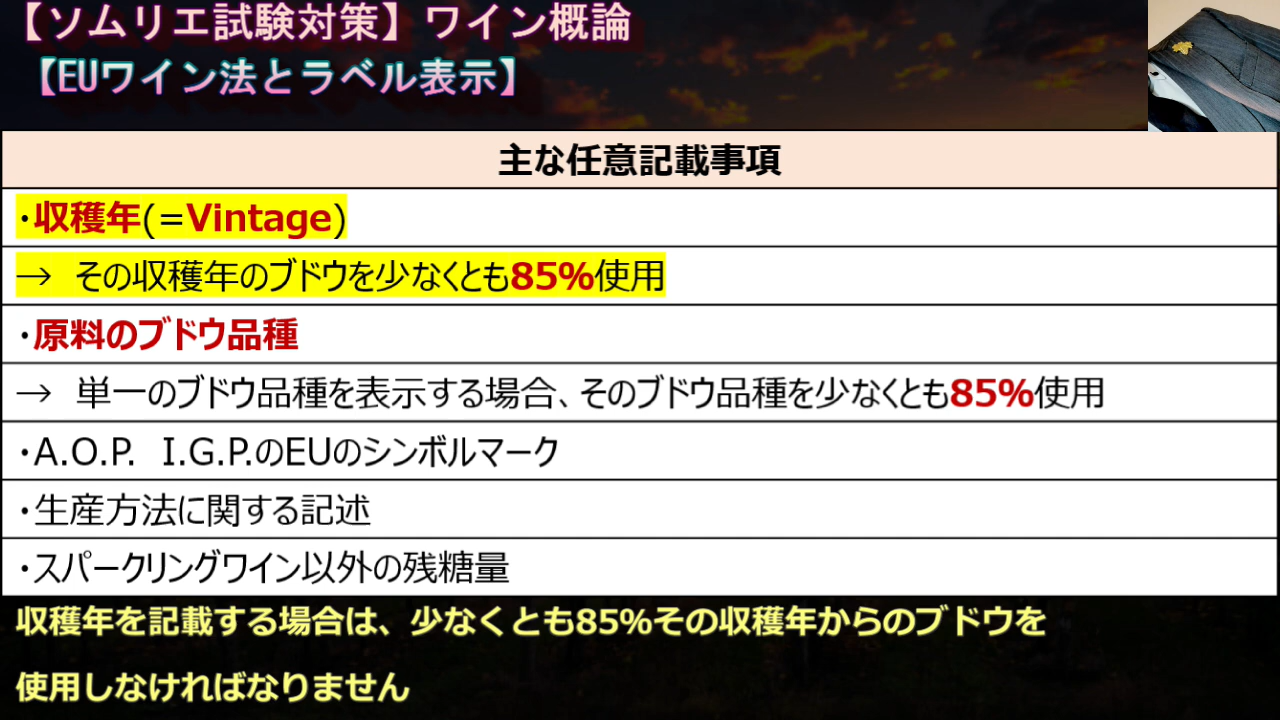 【ソムリエ試験対策】ワイン概論
【EUワイン法とラベル表示】
主な任意記載事項
・収穫年(=Vintage)
→ その収穫年のブドウを少なくとも85%使用
・原料のブドウ品種
→ 単一のブドウ品種を表示する場合、そのブドウ品種を少なくとも85%使用
・A.O.P. I.G.P.のEUのシンボルマーク
・生産方法に関する記述
・スパークリングワイン以外の残糖量
収穫年を記載する場合は、少なくとも85%その収穫年からのブドウを
使用しなければなりません